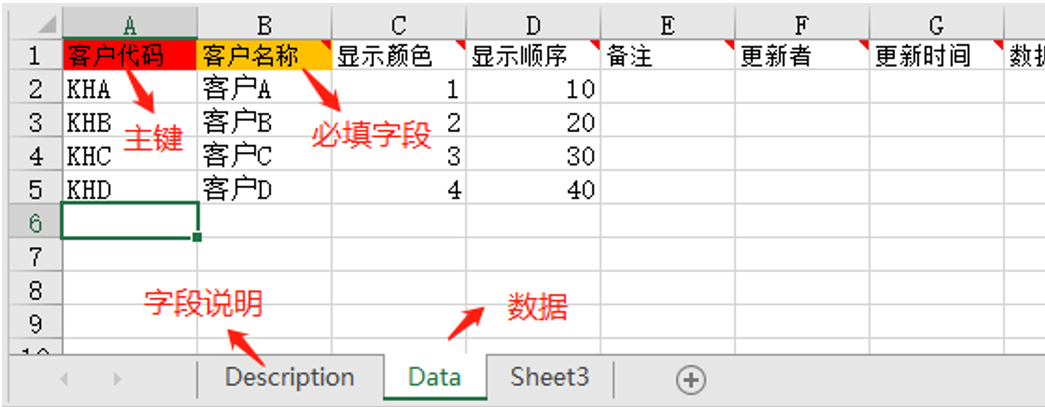 A B C D E F G
1 客户代码 客户名称 显示颜色 显示顺序 备注 更新者 更新时间
2 KHA 客户A 1 10
3 KHB 客户B 2 20
主键 必填字段
4 KHC 客户C 3 30
5 KHD 客户D 4 40
6
7
8
字段说明 数据
9
Description Data Sheet3